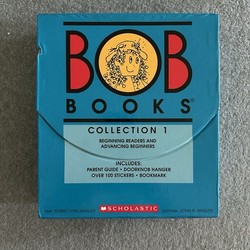 BOB
BOOKS®
COLLECTION 1
BEGINNING READERS AND
ADVANCING BEGINNERS
INCLUDES:
PARENT GUIDE • DOORKNOB HANGER
OVER 100 STICKERS • BOOKMARK
SCHOLASTIC